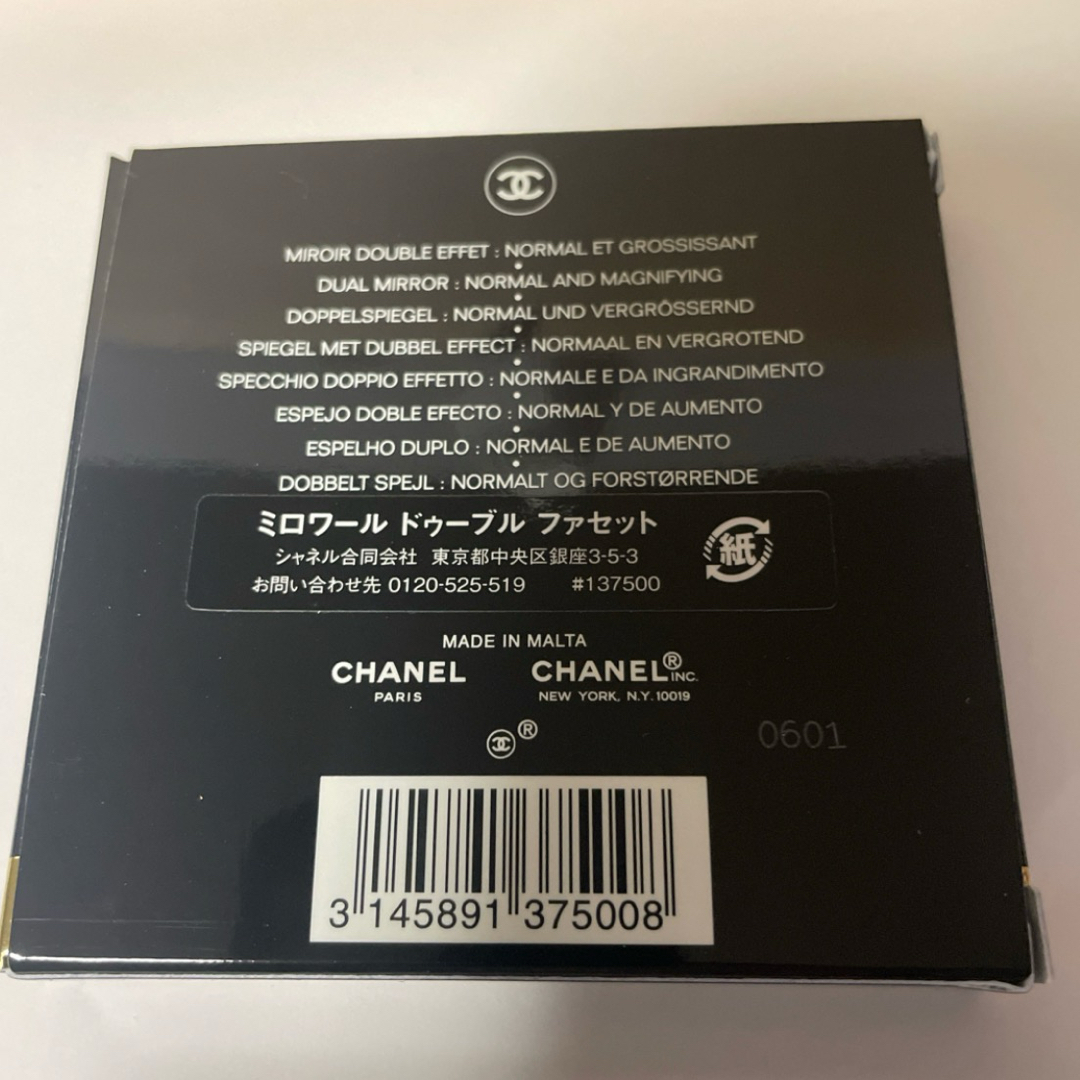 MIROIR DOUBLE EFFET : NORMAL ET GROSSISSANT
DUAL MIRROR : NORMAL AND MAGNIFYING
DOPPELSPIEGEL : NORMAL UND VERGRÖSSERND
SPIEGEL MET DUBBEL EFFECT : NORMAAL EN VERGROTEND
SPECCHIO DOPPIO EFFETTO : NORMALE E DA INGRANDIMENTO
ESPEJO DOBLE EFECTO : NORMAL Y DE AUMENTO
ESPELHO DUPLO : NORMAL E DE AUMENTO
DOBBELT SPEJL : NORMALT OG FORSTØRRENDE
ミロワール ドゥーブル ファセット
シャネル合同会社 東京都中央区銀座3-5-3
お問い合わせ先 0120-525-519 #137500
紙
MADE IN MALTA
CHANEL CHANEL® INC.
PARIS NEW YORK, N.Y. 10019
®
0601
3 145891 375008